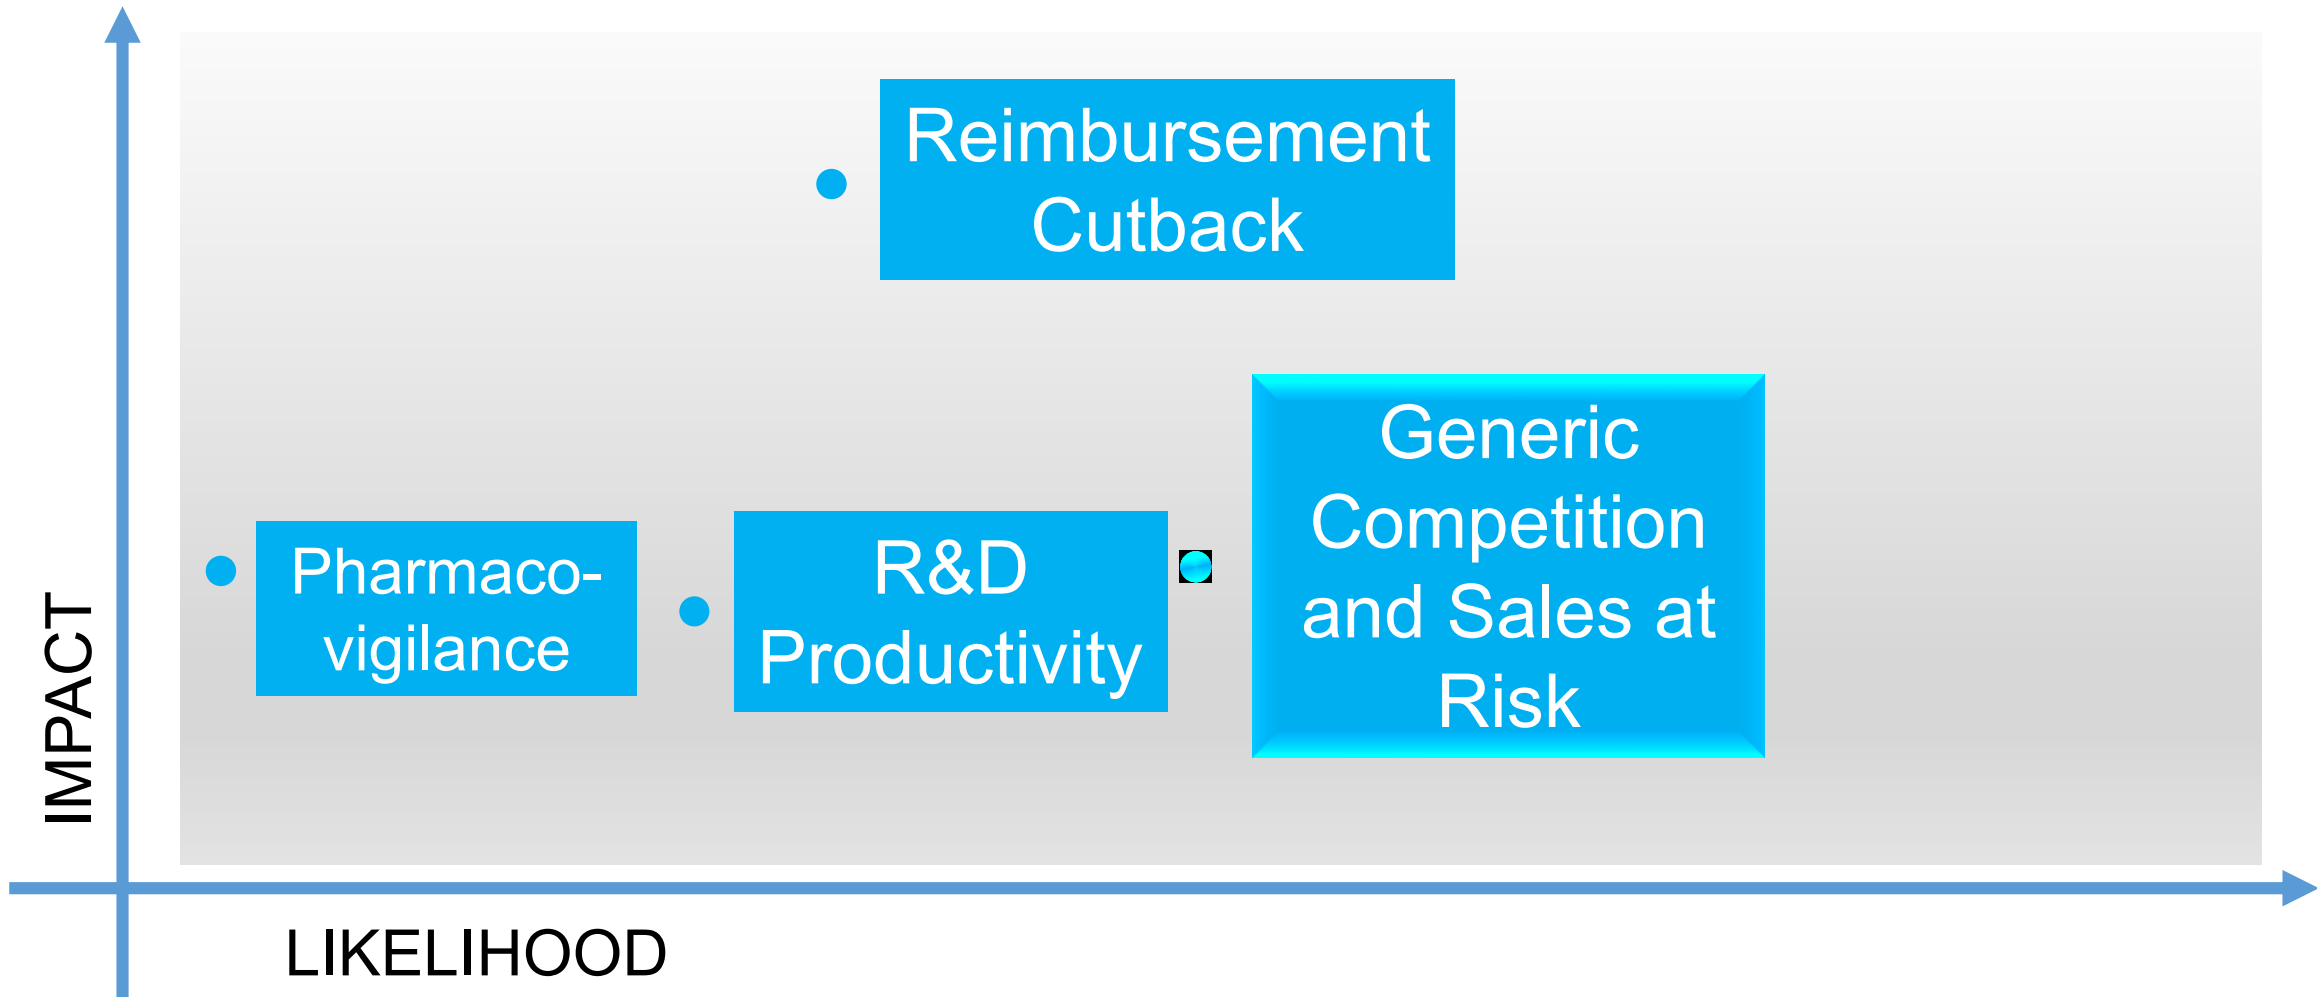 Reimbursement
Cutback
Generic
Competition
and Sales at
Risk
R&D
Productivity
Pharmaco-
vigilance
IMPACT
LIKELIHOOD